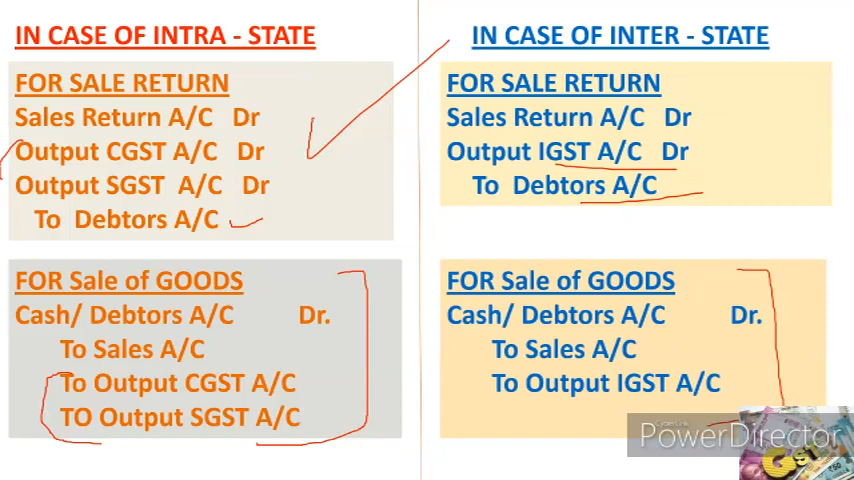 IN CASE OF INTRA - STATE
FOR SALE RETURN
Sales Return A/C Dr
Output CGST A/C Dr
Output SGST A/C Dr
To Debtors A/C
FOR Sale of GOODS
Cash/ Debtors A/C Dr.
To Sales A/C
To Output CGST A/C
TO Output SGST A/C
IN CASE OF INTER - STATE
FOR SALE RETURN
Sales Return A/C Dr
Output IGST A/C Dr
To Debtors A/C
FOR Sale of GOODS
Cash/ Debtors A/C Dr.
To Sales A/C
To Output IGST A/C
CyberLink
PowerDirector
GST